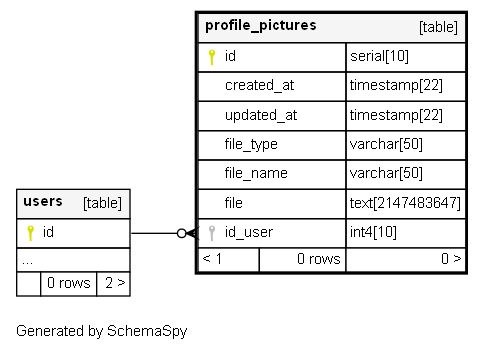 profile_pictures [table]
id serial[10]
created_at timestamp[22]
updated_at timestamp[22]
file_type varchar[50]
file_name varchar[50]
file text[2147483647]
id_user int4[10]
< 1 0 rows 0 >
users [table]
id
...
0 rows 2 >
Generated by SchemaSpy